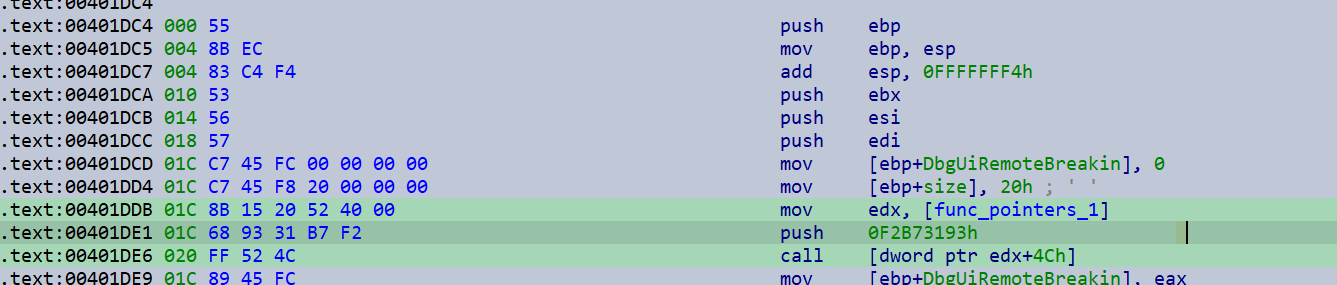 .text:00401DC4
.text:00401DC4 000 55 push ebp
.text:00401DC5 004 8B EC mov ebp, esp
.text:00401DC7 004 83 C4 F4 add esp, 0FFFFFFF4h
.text:00401DCA 010 53 push ebx
.text:00401DCB 014 56 push esi
.text:00401DCC 018 57 push edi
.text:00401DCD 01C C7 45 FC 00 00 00 00 mov [ebp+DbgUiRemoteBreakin], 0
.text:00401DD4 01C C7 45 F8 20 00 00 00 mov [ebp+size], 20h ; ' '
.text:00401DDB 01C 8B 15 20 52 40 00 mov edx, [func_pointers_1]
.text:00401DE1 01C 68 93 31 B7 F2 push 0F2B73193h
.text:00401DE6 020 FF 52 4C call [dword ptr edx+4Ch]
.text:00401DE9 01C 89 45 FC mov [ebp+DbgUiRemoteBreakin], eax